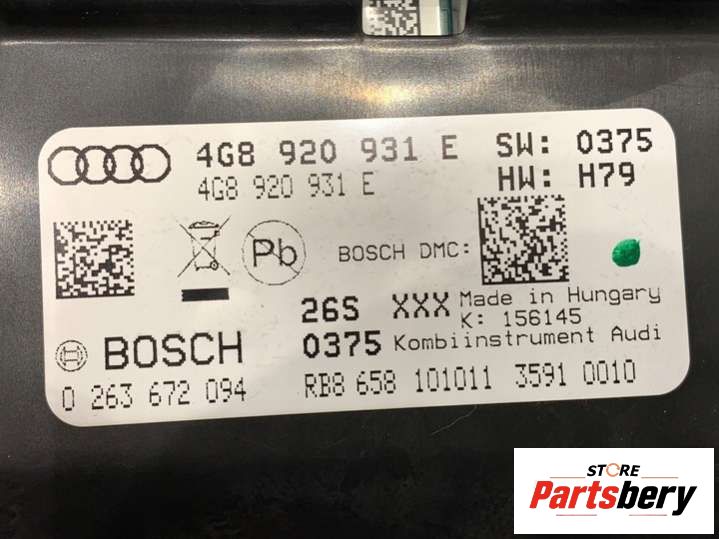 4G8 920 931 E SW: 0375
4G8 920 931 E HW: H79
Pb BOSCH DMC:
26S XXX Made in Hungary
K: 156145
BOSCH 0375 Kombiinstrument Audi
0 263 672 094 RB8 658 101011 3591 0010
STORE
Partsbery